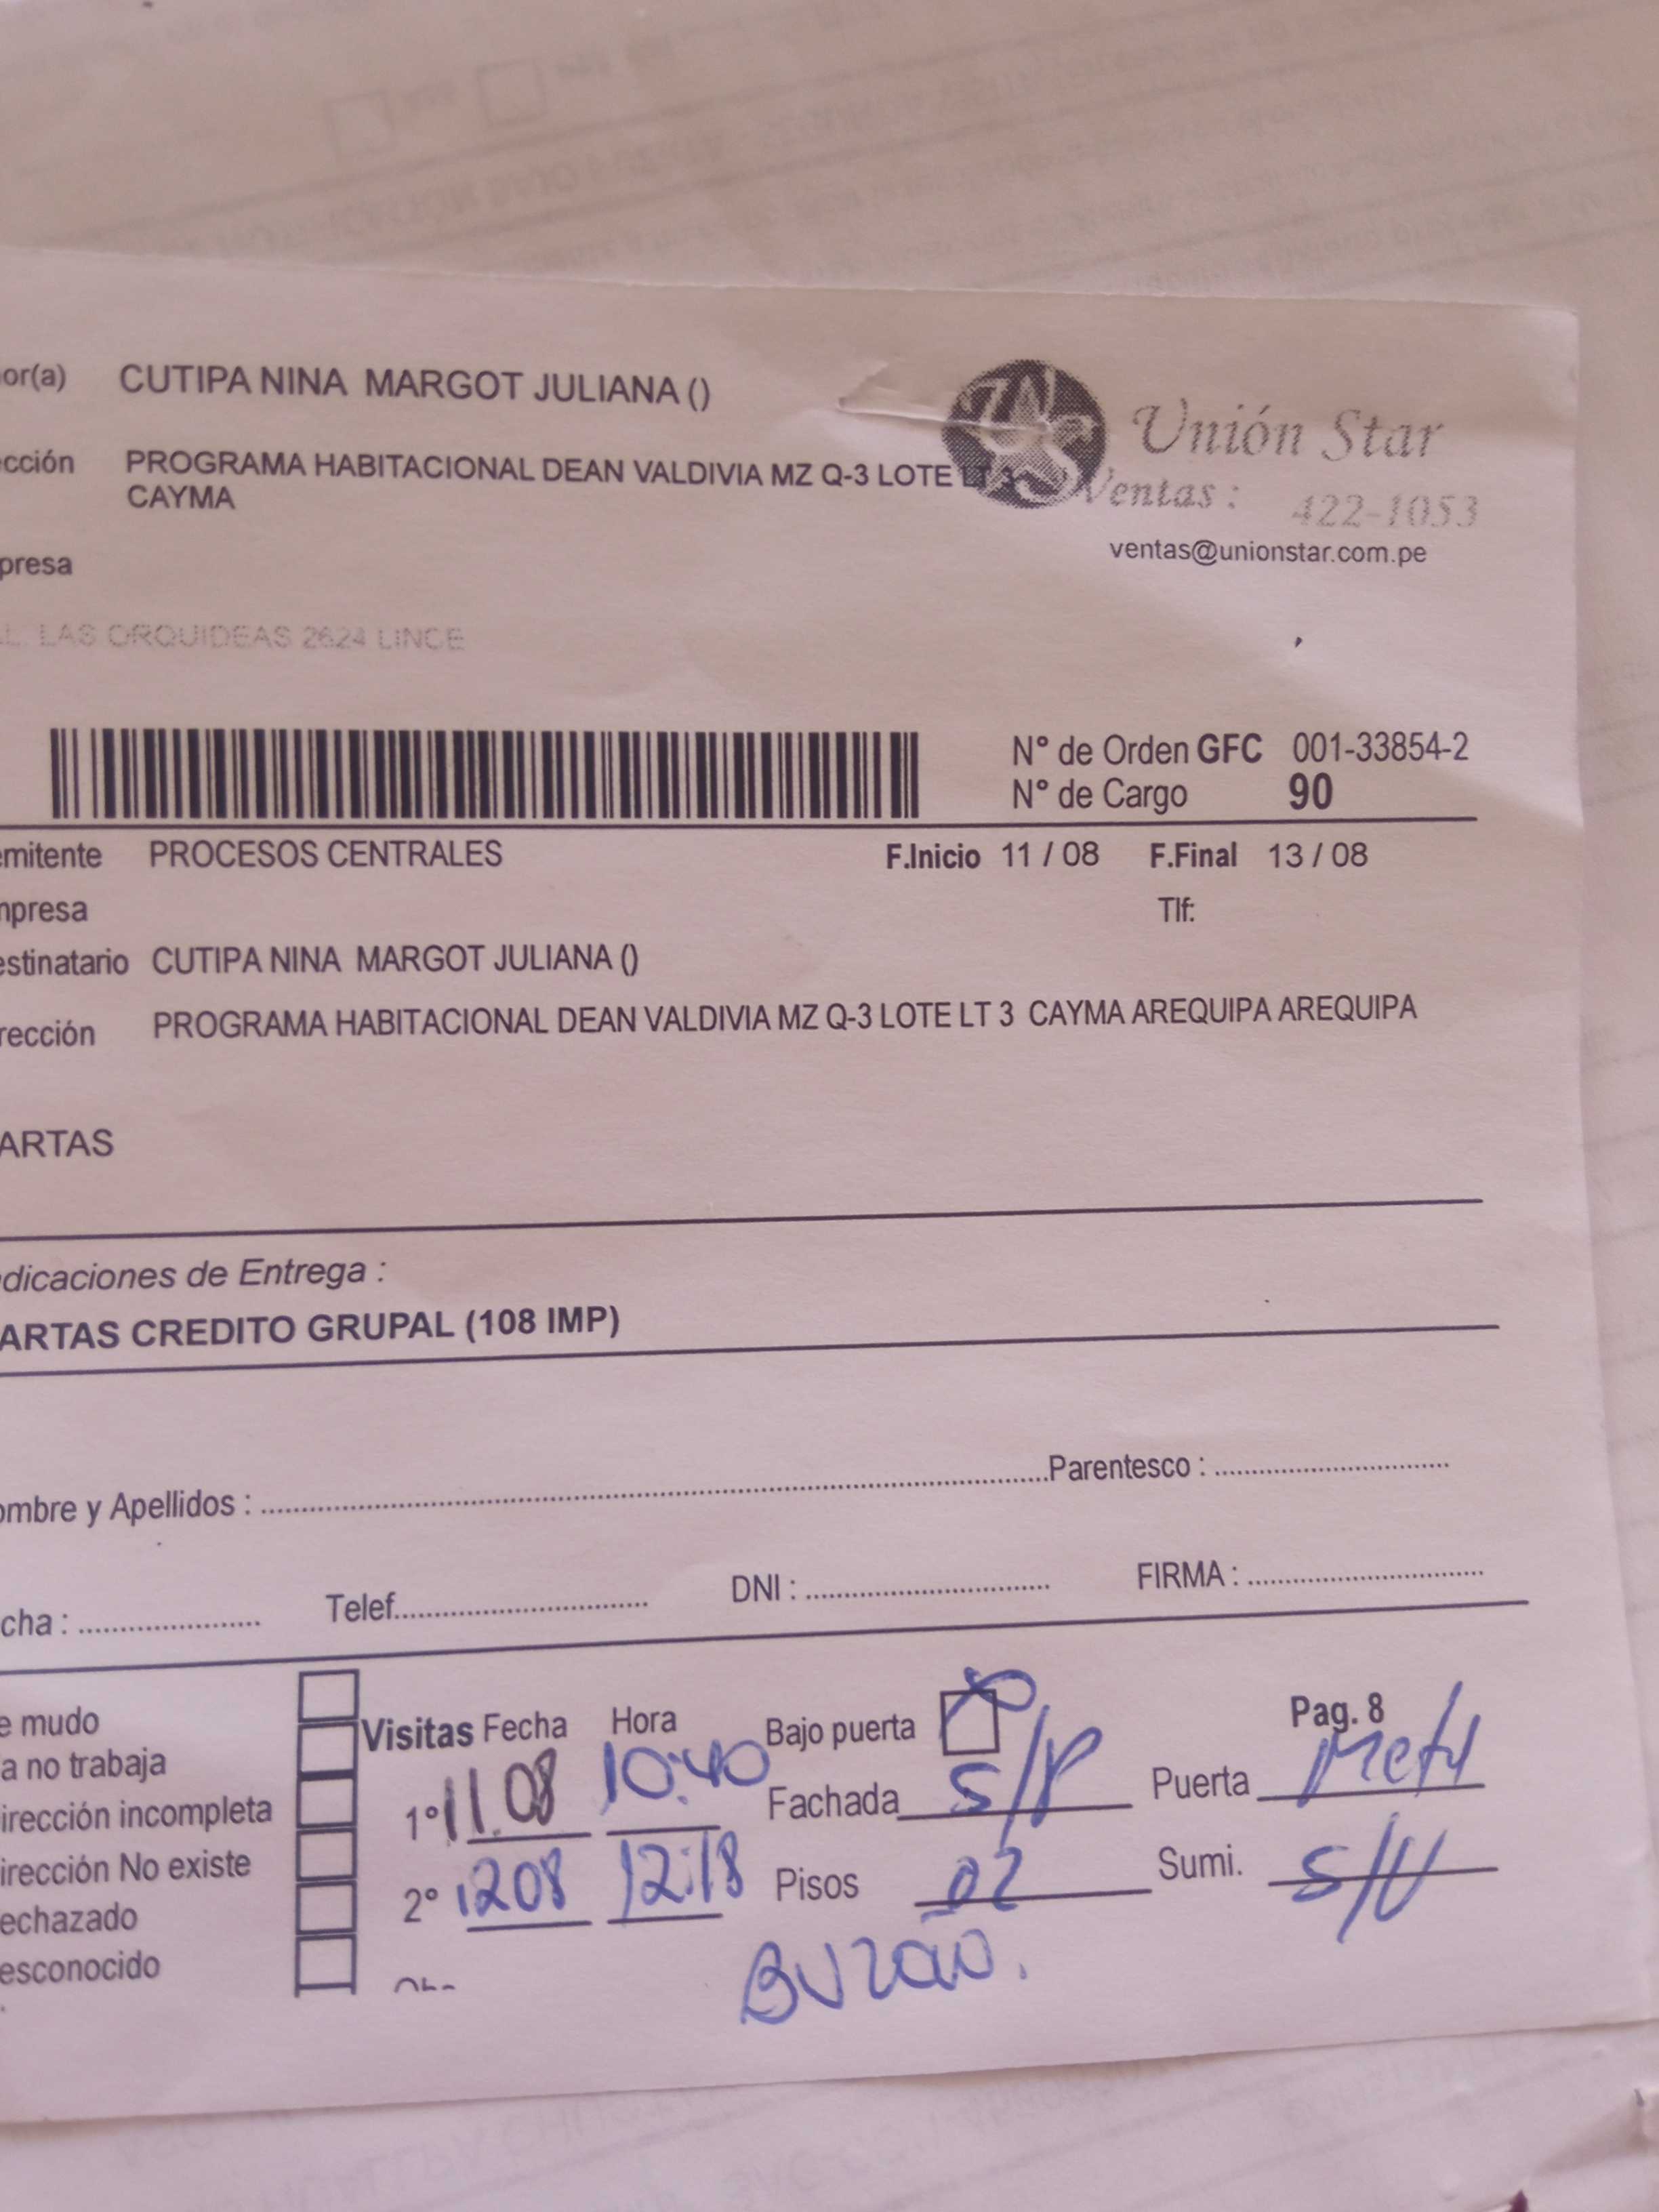 or(a) CUTIPA NINA MARGOT JULIANA ()
cción PROGRAMA HABITACIONAL DEAN VALDIVIA MZ Q-3 LOTE LT 3
CAYMA
Unión Star
Ventas : 422-1053
ventas@unionstar.com.pe
presa
L. LAS ORQUIDEAS 2624 LINCE
N° de Orden GFC 001-33854-2
N° de Cargo 90
emitente PROCESOS CENTRALES F.Inicio 11 / 08 F.Final 13 / 08
mpresa Tlf:
estinatario CUTIPA NINA MARGOT JULIANA ()
rección PROGRAMA HABITACIONAL DEAN VALDIVIA MZ Q-3 LOTE LT 3 CAYMA AREQUIPA AREQUIPA
ARTAS
dicaciones de Entrega :
ARTAS CREDITO GRUPAL (108 IMP)
ombre y Apellidos : Parentesco :
cha : Telef. DNI : FIRMA :
e mudo
a no trabaja
irección incompleta
irección No existe
echazado
esconocido
Visitas Fecha Hora Bajo puerta Pag. 8
1° 11.08 10:40 Fachada Puerta
2° 1208 12:18 Pisos 02 Sumi.